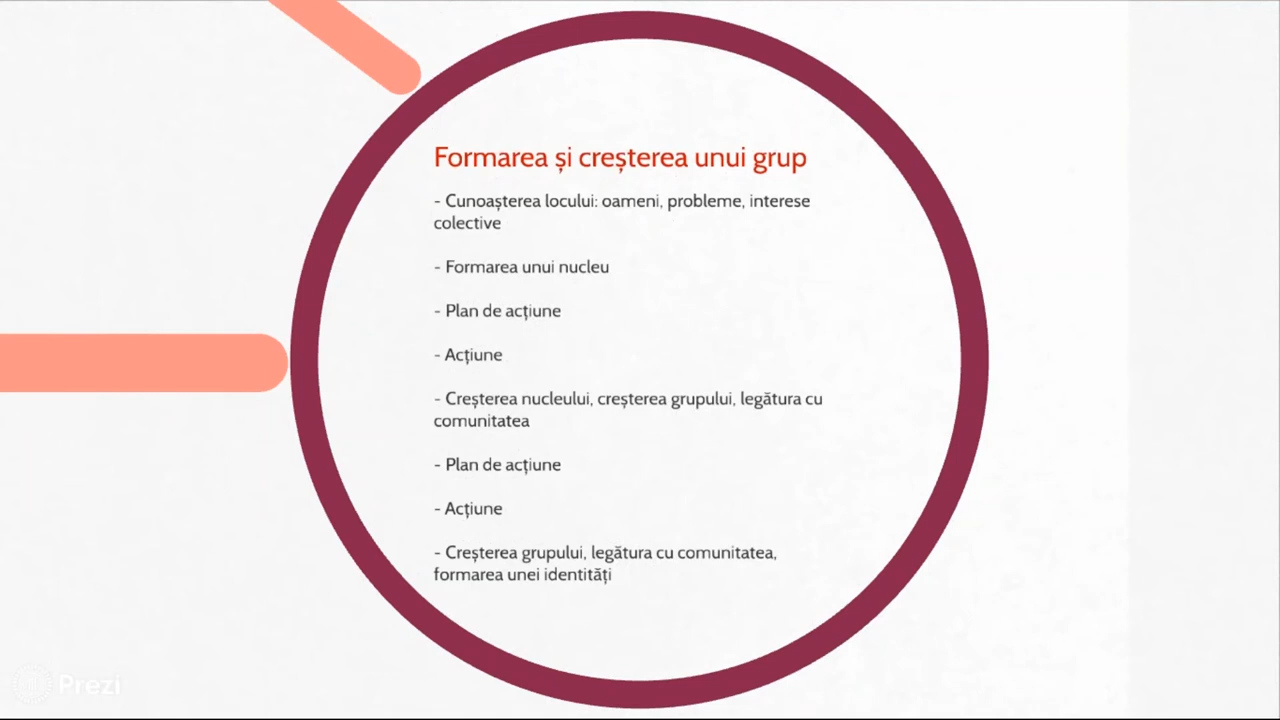 Formarea și creșterea unui grup
- Cunoașterea locului: oameni, probleme, interese
colective
- Formarea unui nucleu
- Plan de acțiune
- Acțiune
- Creșterea nucleului, creșterea grupului, legătura cu
comunitatea
- Plan de acțiune
- Acțiune
- Creșterea grupului, legătura cu comunitatea,
formarea unei identități
Prezi